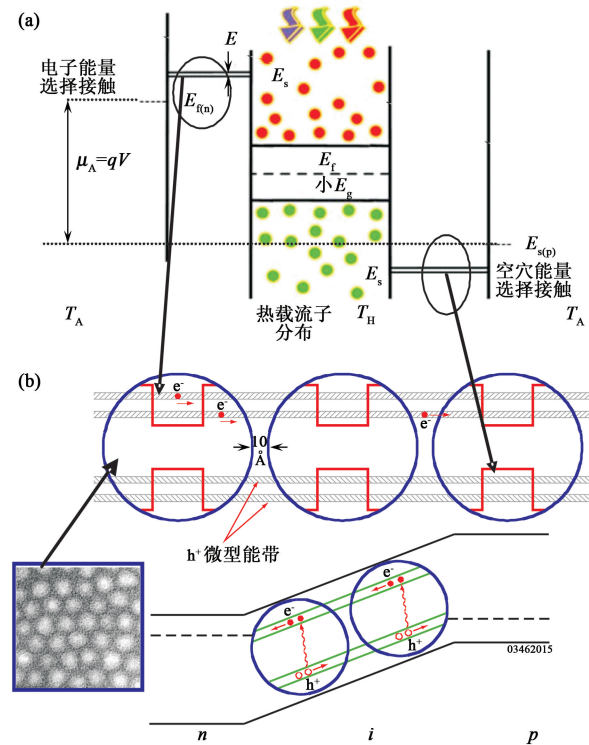 (a)
E
电子能量
选择接触
E_s
E_f(n)
μ_A=qV
E_f
小E_g
E_s(p)
E_s
空穴能量
选择接触
T_A
热载流子
分布
T_H
T_A
(b)
e⁻
e⁻
e⁻
10
Å
h⁺微型能带
e⁻
e⁻
h⁺
h⁺
03462015
n
i
p